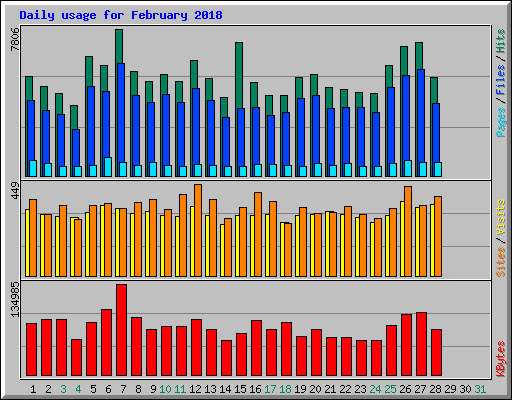 Daily usage for February 2018
7806
Pages / Files / Hits
449
Sites / Visits
134985
KBytes
1 2 3 4 5 6 7 8 9 10 11 12 13 14 15 16 17 18 19 20 21 22 23 24 25 26 27 28 29 30 31